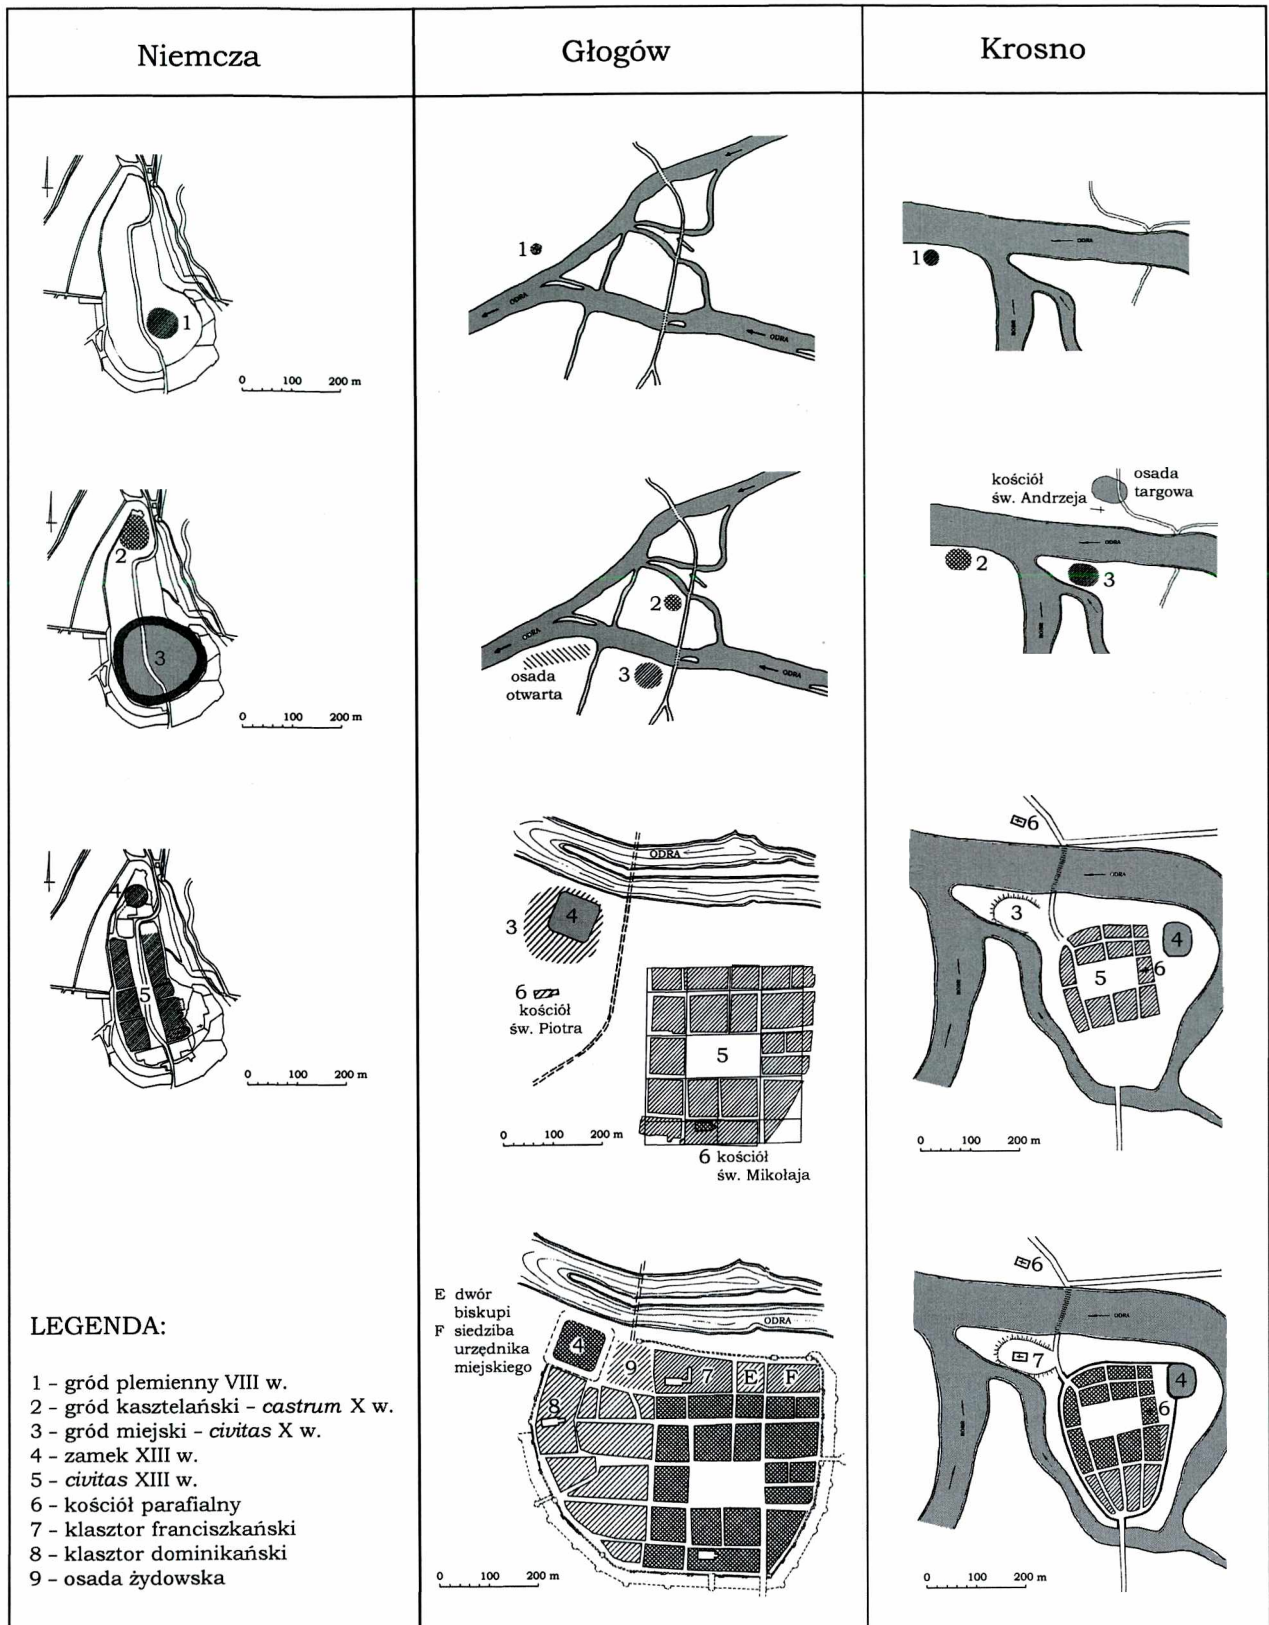 Niemcza
Głogów
Krosno
1
0 100 200 m
1
ODRA
ODRA
1
ODRA
BOBR
2
3
0 100 200 m
2
3
ODRA
ODRA
osada
otwarta
kościół
św. Andrzeja
osada
targowa
2
3
ODRA
BOBR
4
5
0 100 200 m
ODRA
3
4
6
kościół
św. Piotra
5
0 100 200 m
6 kościół
św. Mikołaja
6
ODRA
3
4
5
6
BOBR
0 100 200 m
E dwór
biskupi
F siedziba
urzędnika
miejskiego
ODRA
4
9
7
E
F
8
0 100 200 m
6
ODRA
7
4
6
BOBR
0 100 200 m
LEGENDA:
1 – gród plemienny VIII w.
2 – gród kasztelański – castrum X w.
3 – gród miejski – civitas X w.
4 – zamek XIII w.
5 – civitas XIII w.
6 – kościół parafialny
7 – klasztor franciszkański
8 – klasztor dominikański
9 – osada żydowska